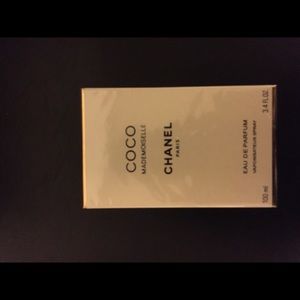 COCO
MADEMOISELLE
CHANEL
PARIS
EAU DE PARFUM
VAPORISATEUR SPRAY
100 ml
3.4 FL. OZ.